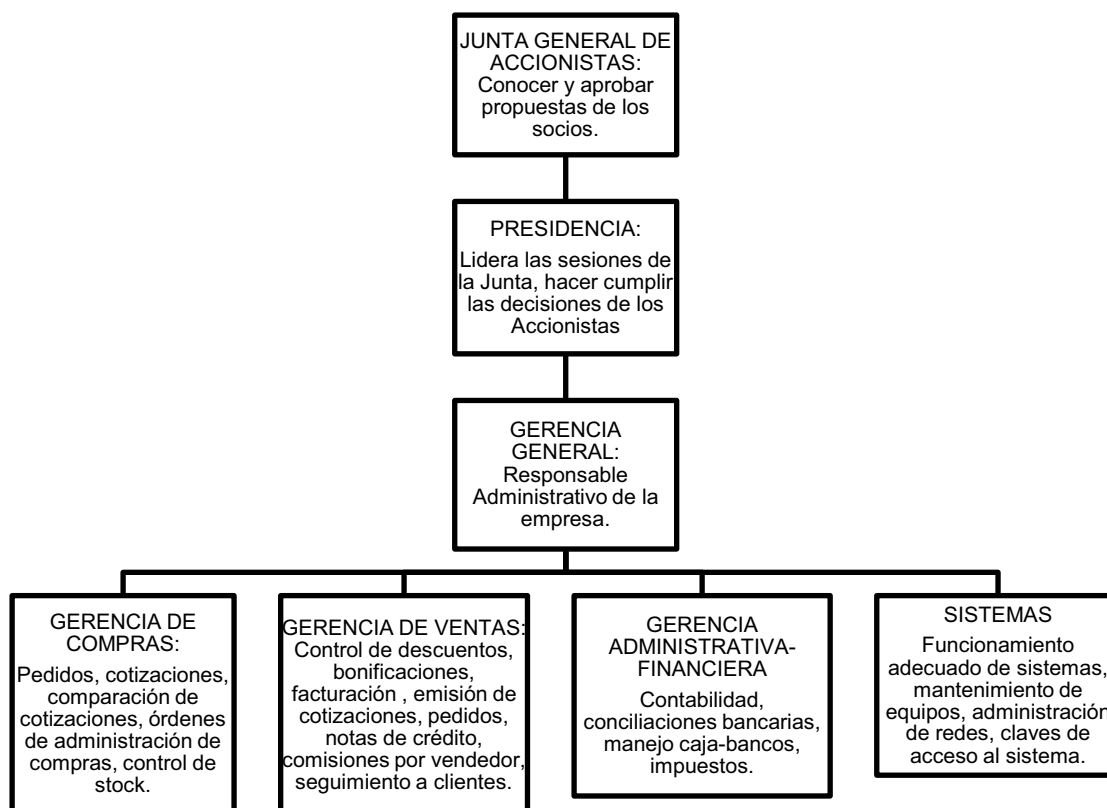 JUNTA GENERAL DE
ACCIONISTAS:
Conocer y aprobar
propuestas de los
socios.
PRESIDENCIA:
Lidera las sesiones de
la Junta, hacer cumplir
las decisiones de los
Accionistas
GERENCIA
GENERAL:
Responsable
Administrativo de la
empresa.
GERENCIA DE
COMPRAS:
Pedidos, cotizaciones,
comparación de
cotizaciones, órdenes
de administración de
compras, control de
stock.
GERENCIA DE VENTAS:
Control de descuentos,
bonificaciones,
facturación , emisión de
cotizaciones, pedidos,
notas de crédito,
comisiones por vendedor,
seguimiento a clientes.
GERENCIA
ADMINISTRATIVA-
FINANCIERA
Contabilidad,
conciliaciones bancarias,
manejo caja-bancos,
impuestos.
SISTEMAS
Funcionamiento
adecuado de sistemas,
mantenimiento de
equipos, administración
de redes, claves de
acceso al sistema.